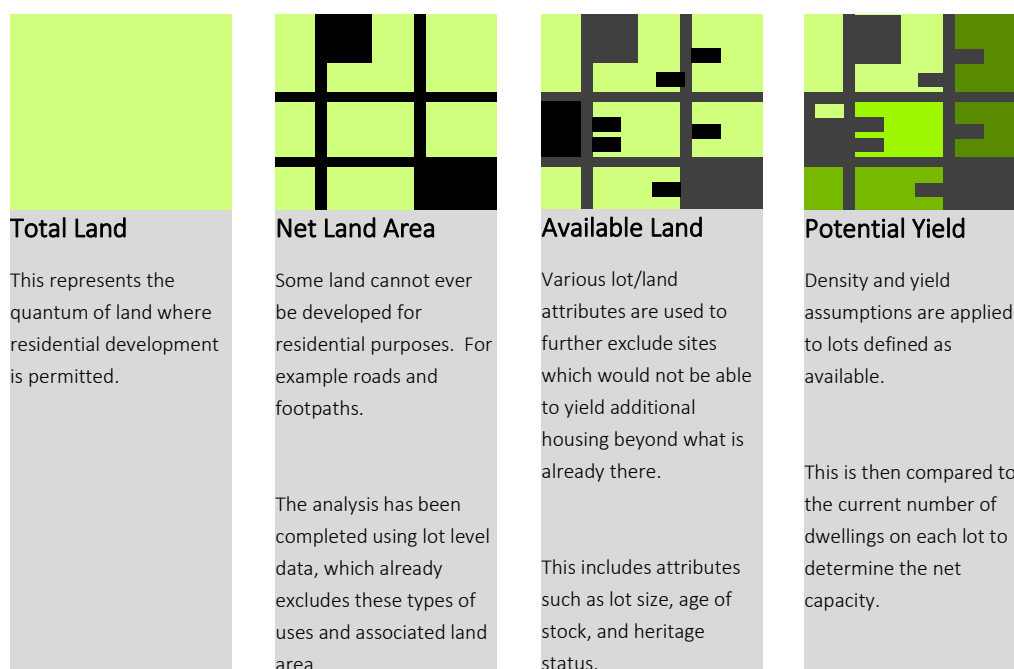 Total Land
This represents the
quantum of land where
residential development
is permitted.
Net Land Area
Some land cannot ever
be developed for
residential purposes.  For
example roads and
footpaths.
The analysis has been
completed using lot level
data, which already
excludes these types of
uses and associated land
area
Available Land
Various lot/land
attributes are used to
further exclude sites
which would not be able
to yield additional
housing beyond what is
already there.
This includes attributes
such as lot size, age of
stock, and heritage
status.
Potential Yield
Density and yield
assumptions are applied
to lots defined as
available.
This is then compared to
the current number of
dwellings on each lot to
determine the net
capacity.